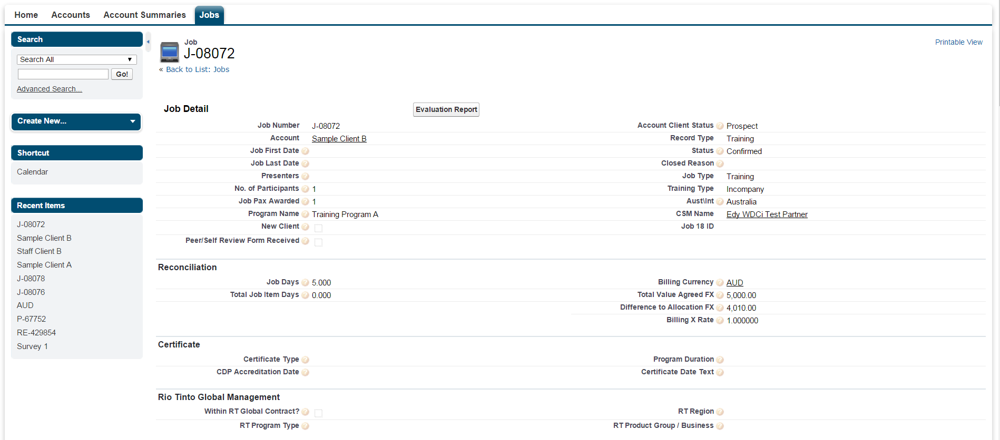 Home Accounts Account Summaries Jobs
Search
Search All
Go!
Advanced Search...
Create New...
Shortcut
Calendar
Recent Items
J-08072
Sample Client B
Staff Client B
Sample Client A
J-08078
J-08076
AUD
P-67752
RE-429854
Survey 1
Job
J-08072
« Back to List: Jobs
Printable View
Job Detail
Evaluation Report
Job Number J-08072
Account Client Status ? Prospect
Account Sample Client B
Record Type Training
Job First Date ?
Status ? Confirmed
Job Last Date ?
Closed Reason ?
Presenters ?
Job Type Training
No. of Participants ? 1
Training Type Incompany
Job Pax Awarded ? 1
Aust\Int ? Australia
Program Name ? Training Program A
CSM Name Edy WDCi Test Partner
New Client ?
Job 18 ID
Peer/Self Review Form Received ?
Reconciliation
Job Days ? 5.000
Billing Currency ? AUD
Total Job Item Days ? 0.000
Total Value Agreed FX ? 5,000.00
Difference to Allocation FX ? 4,010.00
Billing X Rate ? 1.000000
Certificate
Certificate Type ?
Program Duration ?
CDP Accreditation Date ?
Certificate Date Text ?
Rio Tinto Global Management
Within RT Global Contract? ?
RT Region ?
RT Program Type ?
RT Product Group / Business ?